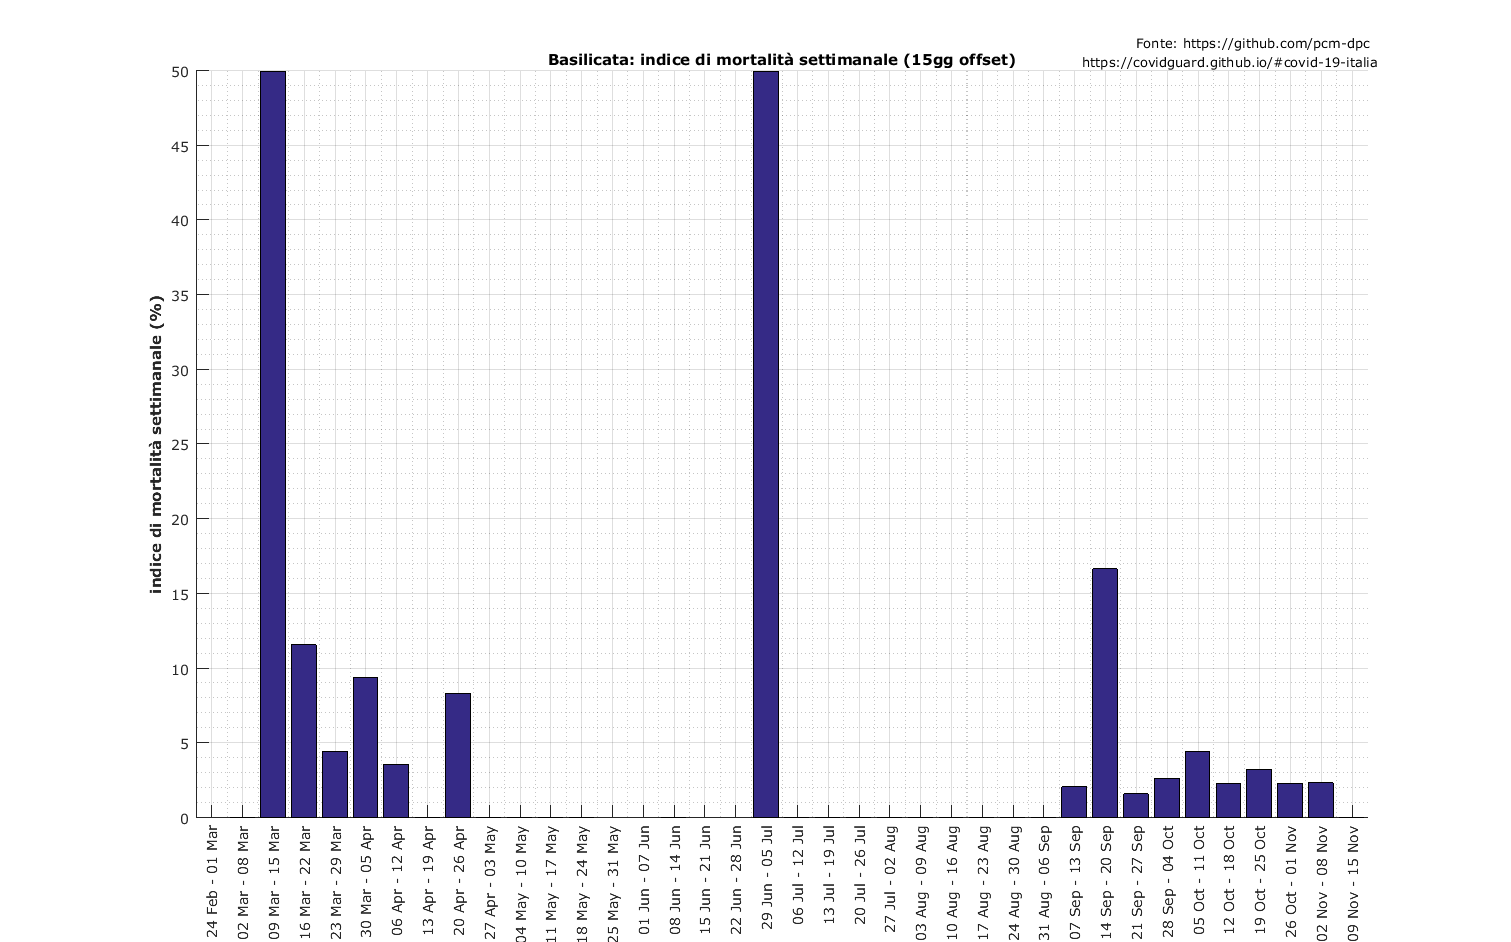 Fonte: https://github.com/pcm-dpc
https://covidguard.github.io/#covid-19-italia
Basilicata: indice di mortalità settimanale (15gg offset)
indice di mortalità settimanale (%)
50
45
40
35
30
25
20
15
10
5
0
24 Feb - 01 Mar
02 Mar - 08 Mar
09 Mar - 15 Mar
16 Mar - 22 Mar
23 Mar - 29 Mar
30 Mar - 05 Apr
06 Apr - 12 Apr
13 Apr - 19 Apr
20 Apr - 26 Apr
27 Apr - 03 May
04 May - 10 May
11 May - 17 May
18 May - 24 May
25 May - 31 May
01 Jun - 07 Jun
08 Jun - 14 Jun
15 Jun - 21 Jun
22 Jun - 28 Jun
29 Jun - 05 Jul
06 Jul - 12 Jul
13 Jul - 19 Jul
20 Jul - 26 Jul
27 Jul - 02 Aug
03 Aug - 09 Aug
10 Aug - 16 Aug
17 Aug - 23 Aug
24 Aug - 30 Aug
31 Aug - 06 Sep
07 Sep - 13 Sep
14 Sep - 20 Sep
21 Sep - 27 Sep
28 Sep - 04 Oct
05 Oct - 11 Oct
12 Oct - 18 Oct
19 Oct - 25 Oct
26 Oct - 01 Nov
02 Nov - 08 Nov
09 Nov - 15 Nov